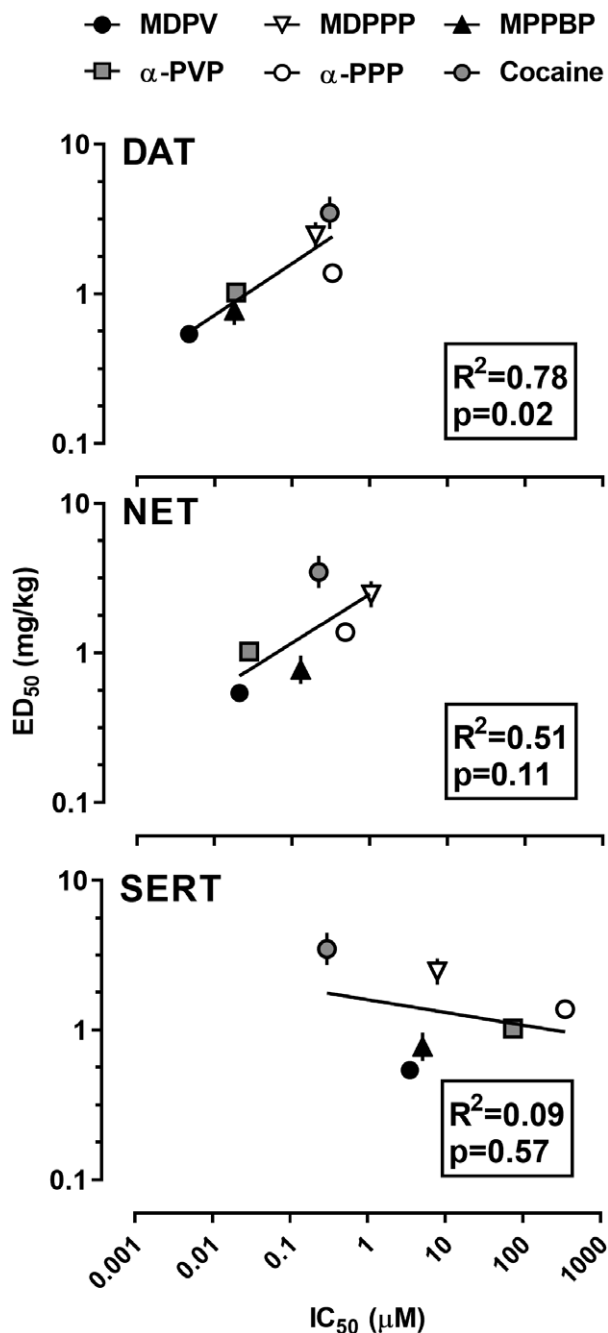 MDPV MDPPP MPPBP
α-PVP α-PPP Cocaine
DAT
10
1
0.1
R²=0.78
p=0.02
NET
10
1
0.1
R²=0.51
p=0.11
ED₅₀ (mg/kg)
SERT
10
1
0.1
R²=0.09
p=0.57
0.001 0.01 0.1 1 10 100 1000
IC₅₀ (μM)